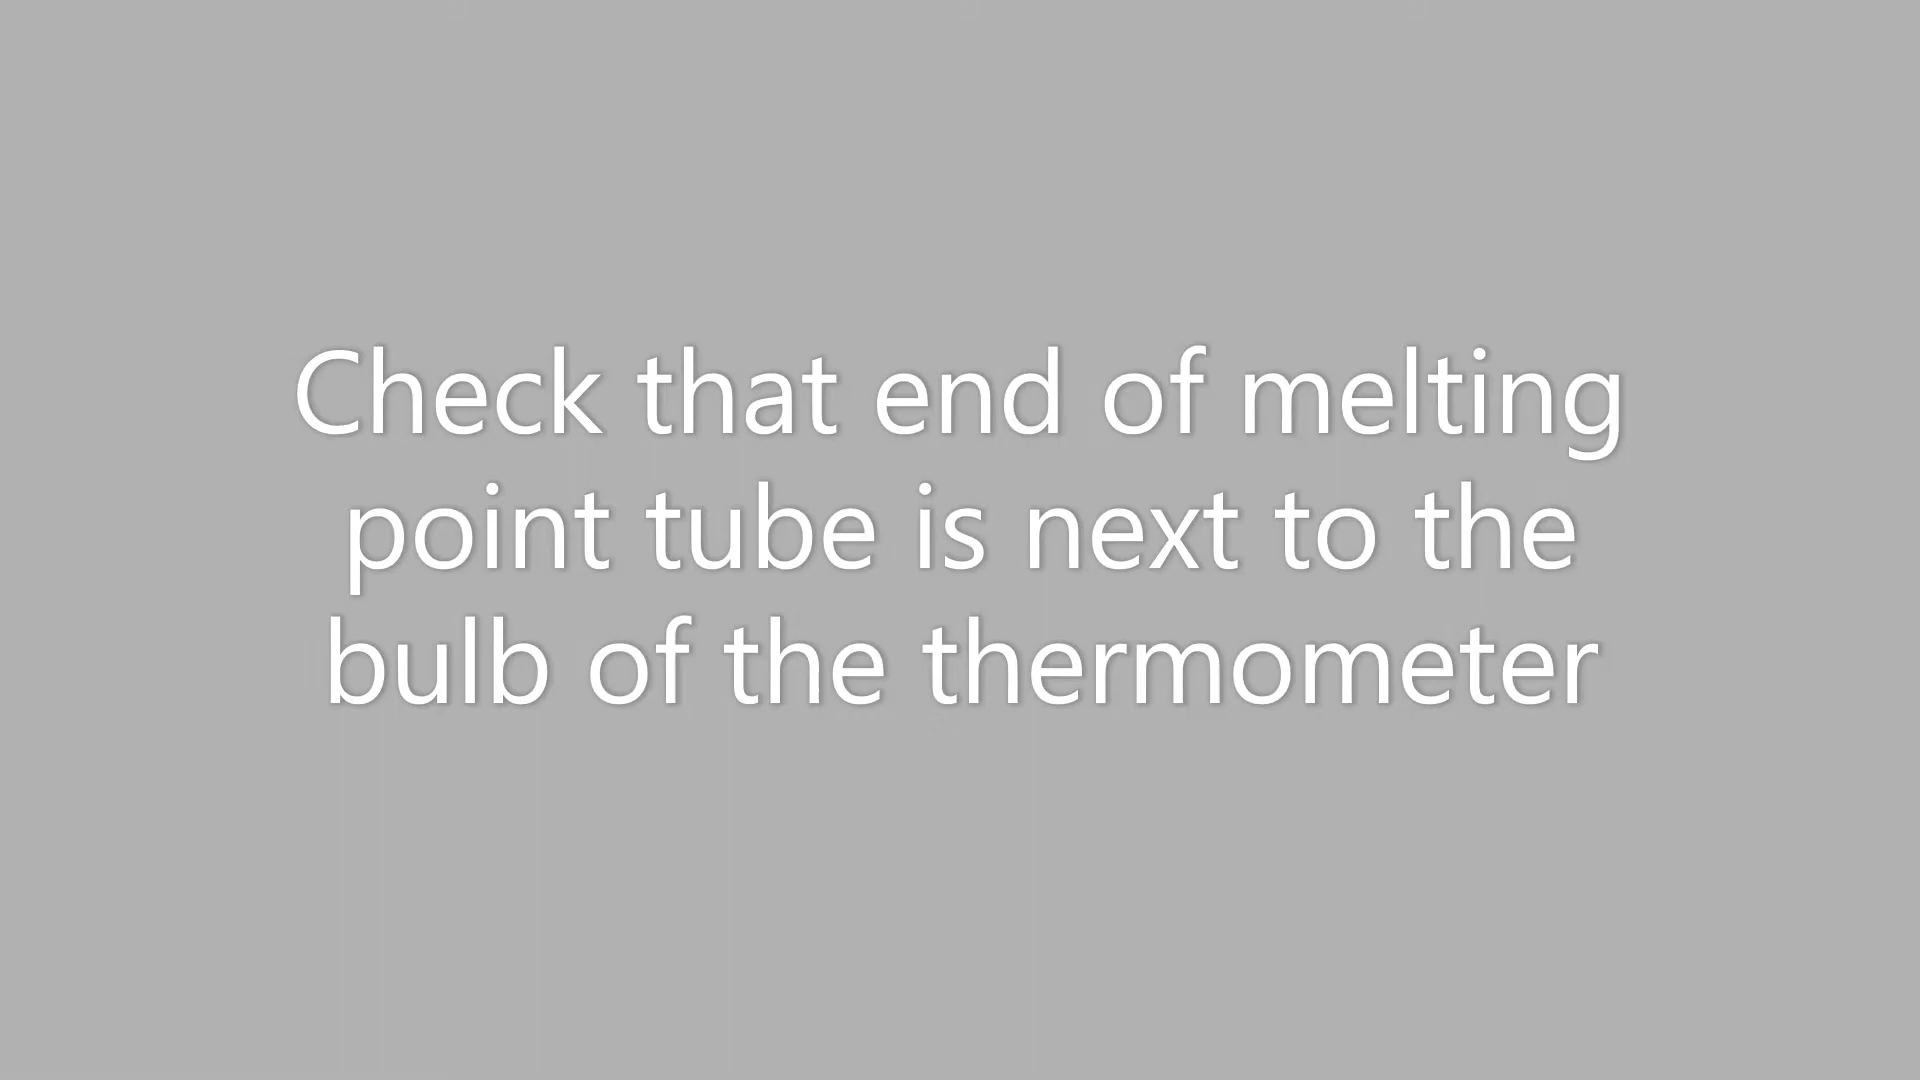 Check that end of melting
point tube is next to the
bulb of the thermometer